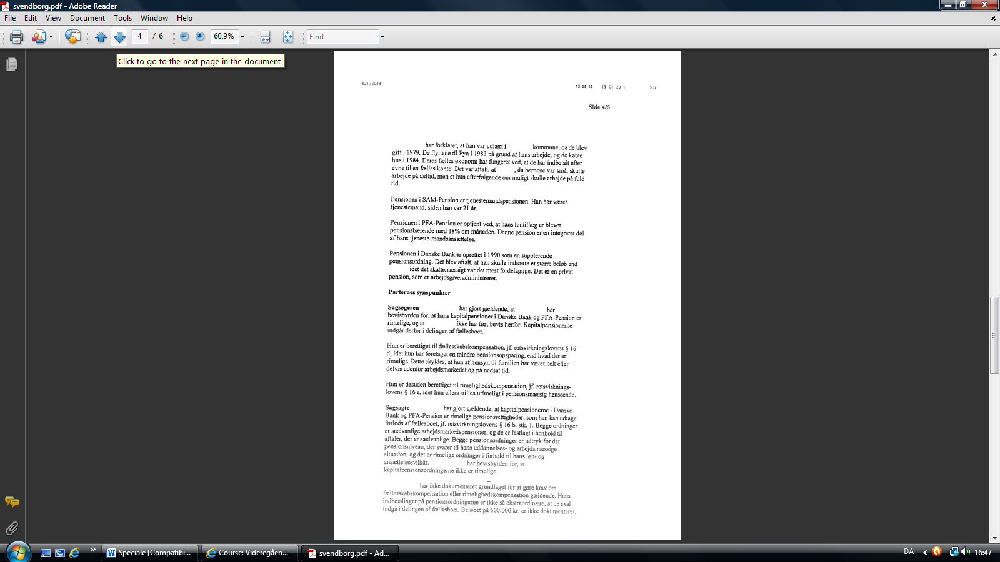 svendborg.pdf - Adobe Reader
File Edit View Document Tools Window Help
4 / 6 60,9% Find
Click to go to the next page in the document
62172048 13:29:49 18-01-2011 5/7
Side 4/6
har forklaret, at han var udlært i kommune, da de blev
gift i 1979. De flyttede til Fyn i 1983 på grund af hans arbejde, og de købte
hus i 1984. Deres fælles økonomi har fungeret ved, at de har indbetalt efter
evne til en fælles konto. Det var aftalt, at , da børnene var små, skulle
arbejde på deltid, men at hun efterfølgende om muligt skulle arbejde på fuld
tid.
Pensionen i SAM-Pension er tjenestemandspensionen. Han har været
tjenestemand, siden han var 21 år.
Pensionen i PFA-Pension er optjent ved, at hans løntillæg er blevet
pensionsbærende med 18% om måneden. Denne pension er en integreret del
af hans tjeneste-mandsansættelse.
Pensionen i Danske Bank er oprettet i 1990 som en supplerende
pensionsordning. Det blev aftalt, at han skulle indsætte et større beløb end
, idet det skattemæssigt var det mest fordelagtige. Det er en privat
pension, som er arbejdsgiveradministreret.
Parternes synspunkter
Sagsøgeren har gjort gældende, at har
bevisbyrden for, at hans kapitalpensioner i Danske Bank og PFA-Pension er
rimelige, og at ikke har ført bevis herfor. Kapitalpensionerne
indgår derfor i delingen af fællesboet.
Hun er berettiget til fællesskabskompensation, jf. retsvirkningslovens § 16
d, idet hun har foretaget en mindre pensionsopsparing, end hvad der er
rimeligt. Dette skyldes, at hun af hensyn til familien har været helt eller
delvis udenfor arbejdsmarkedet og på nedsat tid.
Hun er desuden berettiget til rimelighedskompensation, jf. retsvirknings-
lovens § 16 e, idet hun ellers stilles urimeligt i pensionsmæssig henseende.
Sagsøgte har gjort gældende, at kapitalpensionerne i Danske
Bank og PFA-Pension er rimelige pensionsrettigheder, som han kan udtage
forlods af fællesboet, jf. retsvirkningslovens § 16 b, stk. 1. Begge ordninger
er sædvanlige arbejdsmarkedspensioner, og de er fastlagt i henhold til
aftaler, der er sædvanlige. Begge pensionsordninger er udtryk for det
pensionsniveau, der svarer til hans uddannelses- og arbejdsmæssige
situation, og det er rimelige ordninger i forhold til hans løn- og
ansættelsesvilkår. har bevisbyrden for, at
kapitalpensionsordningerne ikke er rimelige.
har ikke dokumenteret grundlaget for at gøre krav om
fællesskabskompensation eller rimelighedskompensation gældende. Hans
indbetalinger på pensionsordningerne er ikke så ekstraordinære, at de skal
indgå i delingen af fællesboet. Beløbet på 500.000 kr. er ikke dokumenteret.
Speciale [Compatibi... Course: Videregåen... svendborg.pdf - Ad... DA 16:47